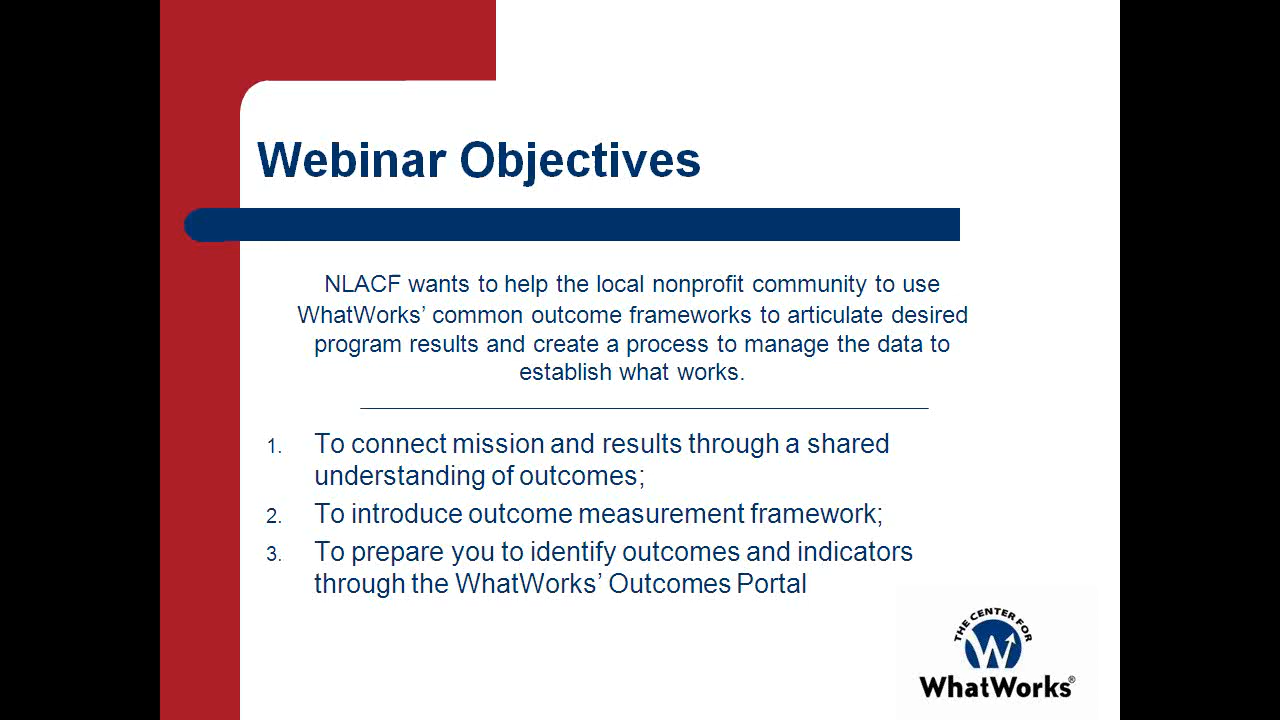 Webinar Objectives
NLACF wants to help the local nonprofit community to use
WhatWorks’ common outcome frameworks to articulate desired
program results and create a process to manage the data to
establish what works.
1. To connect mission and results through a shared
understanding of outcomes;
2. To introduce outcome measurement framework;
3. To prepare you to identify outcomes and indicators
through the WhatWorks’ Outcomes Portal
THE CENTER FOR
W
WhatWorks®